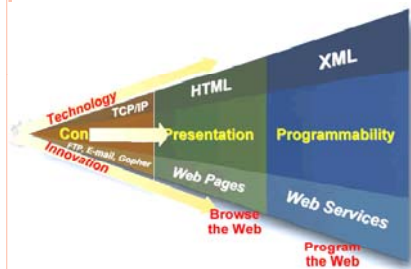 Technology
TCP/IP
HTML
XML
Presentation
Programmability
FTP, E-mail, Gopher
Innovation
Web Pages
Web Services
Browse
the Web
Program
the Web